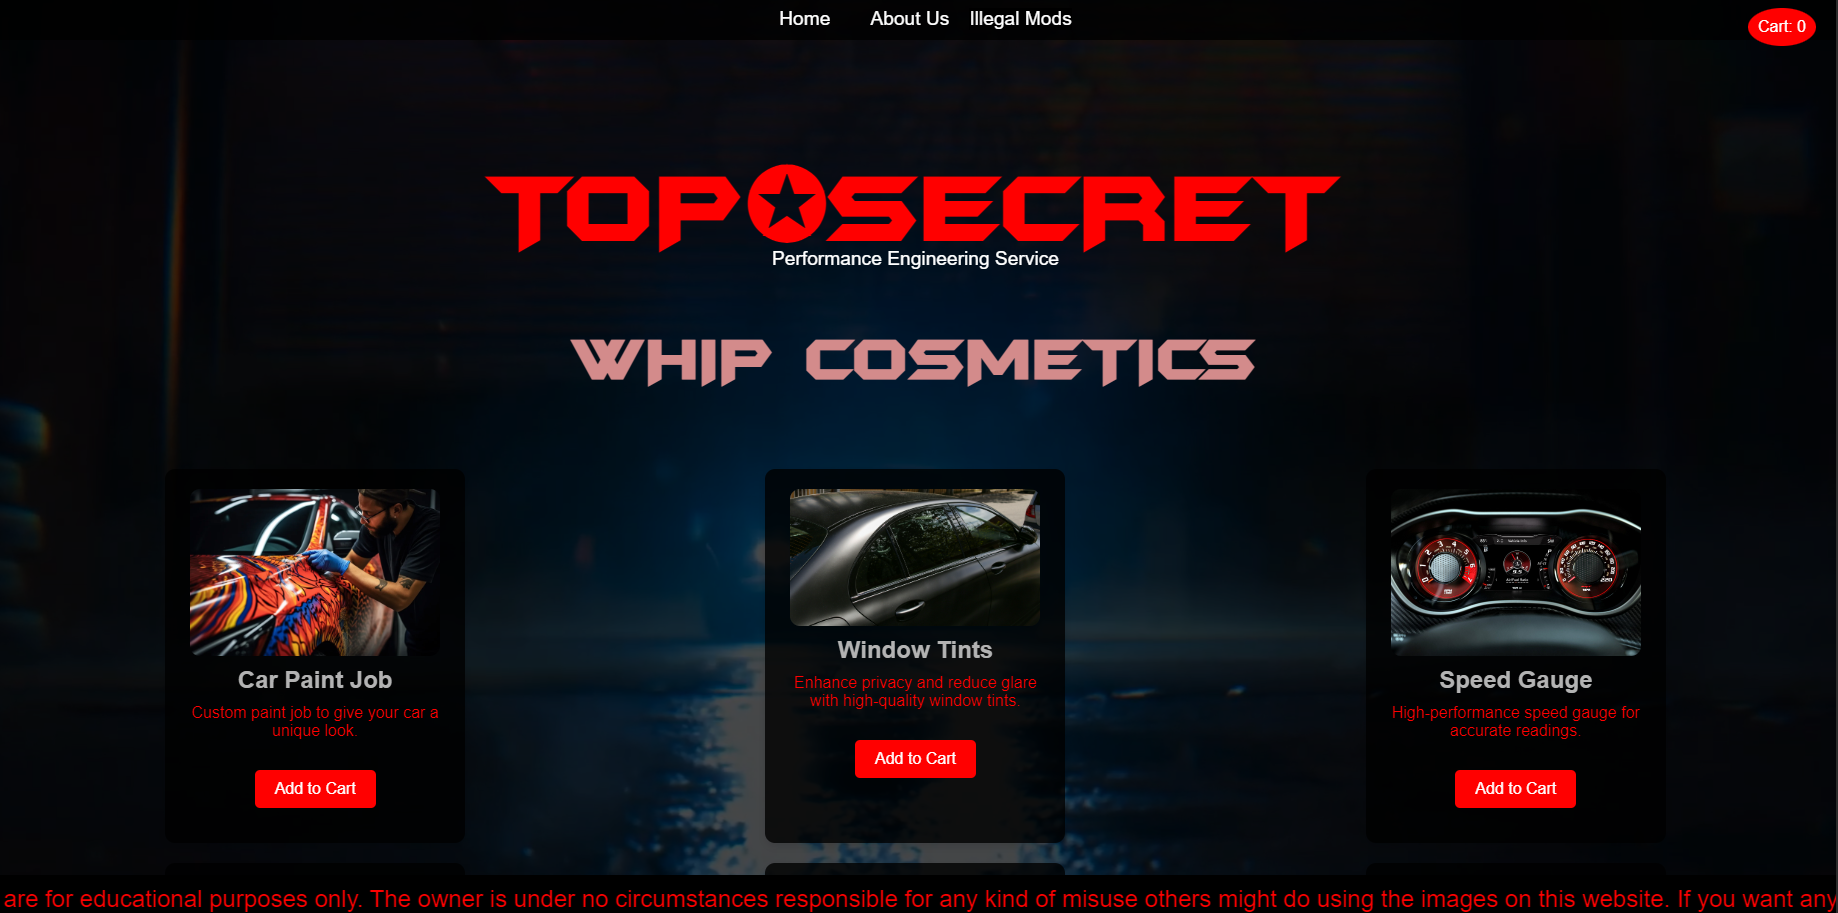 Home About Us Illegal Mods
Cart: 0
TOP SECRET
Performance Engineering Service
WHIP COSMETICS
Car Paint Job
Custom paint job to give your car a
unique look.
Add to Cart
Window Tints
Enhance privacy and reduce glare
with high-quality window tints.
Add to Cart
Speed Gauge
High-performance speed gauge for
accurate readings.
Add to Cart
are for educational purposes only. The owner is under no circumstances responsible for any kind of misuse others might do using the images on this website. If you want any